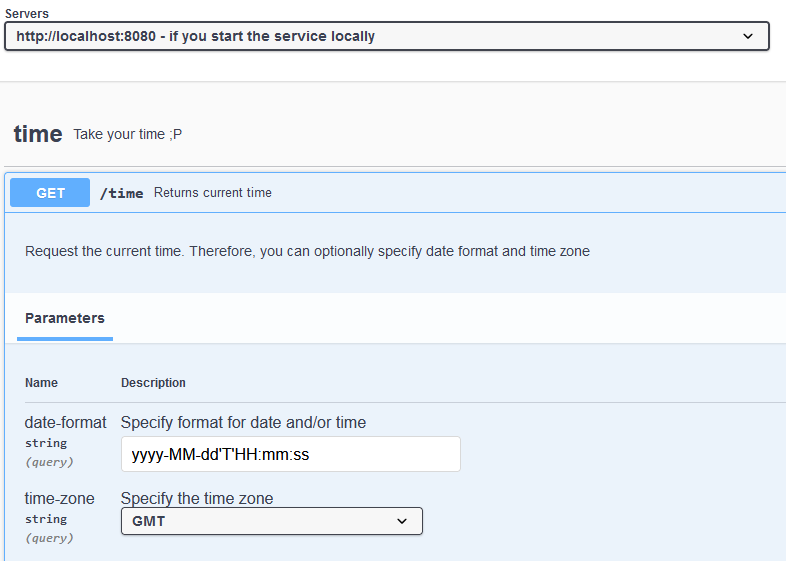 Servers
http://localhost:8080 - if you start the service locally
time Take your time ;P
GET /time Returns current time
Request the current time. Therefore, you can optionally specify date format and time zone
Parameters
Name Description
date-format Specify format for date and/or time
string
(query)
yyyy-MM-dd'T'HH:mm:ss
time-zone Specify the time zone
string
(query)
GMT